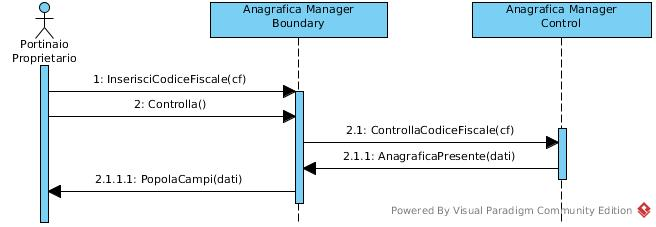 Anagrafica Manager
Boundary
Anagrafica Manager
Control
Portinaio
Proprietario
1: InserisciCodiceFiscale(cf)
2: Controlla()
2.1: ControllaCodiceFiscale(cf)
2.1.1: AnagraficaPresente(dati)
2.1.1.1: PopolaCampi(dati)
Powered By Visual Paradigm Community Edition